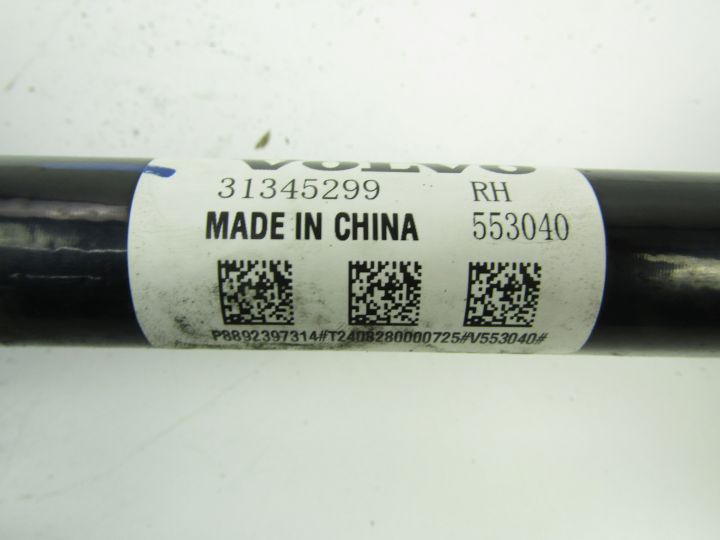 VOLVO
31345299 RH
MADE IN CHINA 553040
P8892397314#T2408280000725#V553040#